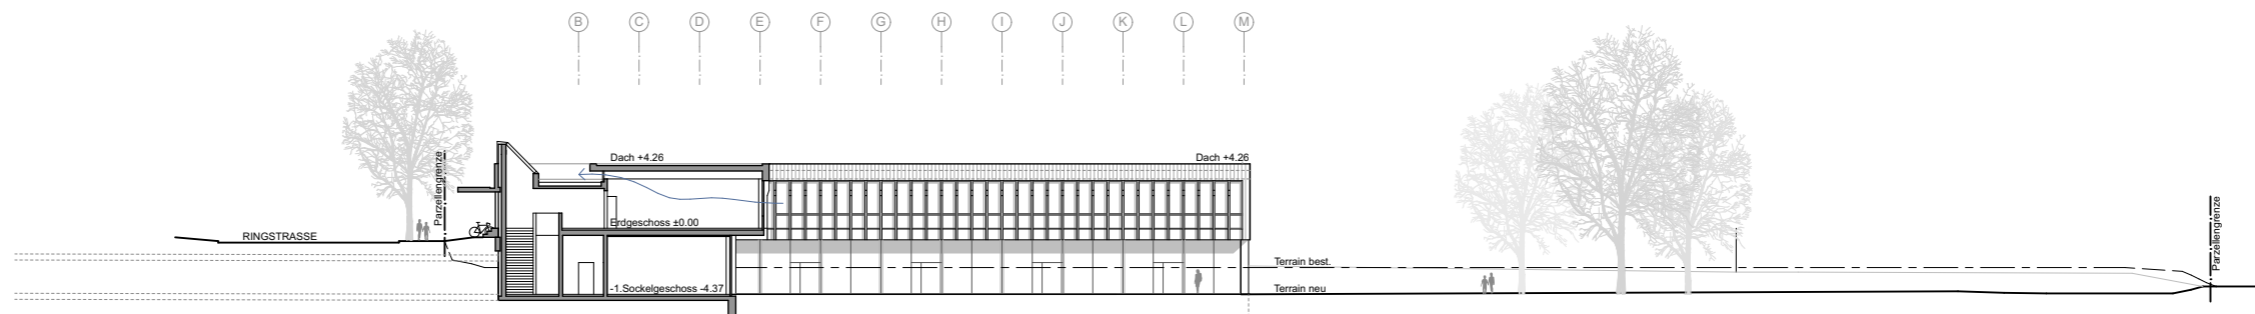 B C D E F G H I J K L M
Parzellengrenze
Dach +4.26
Dach +4.26
Parzellengrenze
Erdgeschoss ±0.00
RINGSTRASSE
Terrain best.
-1.Sockelgeschoss -4.37
Terrain neu